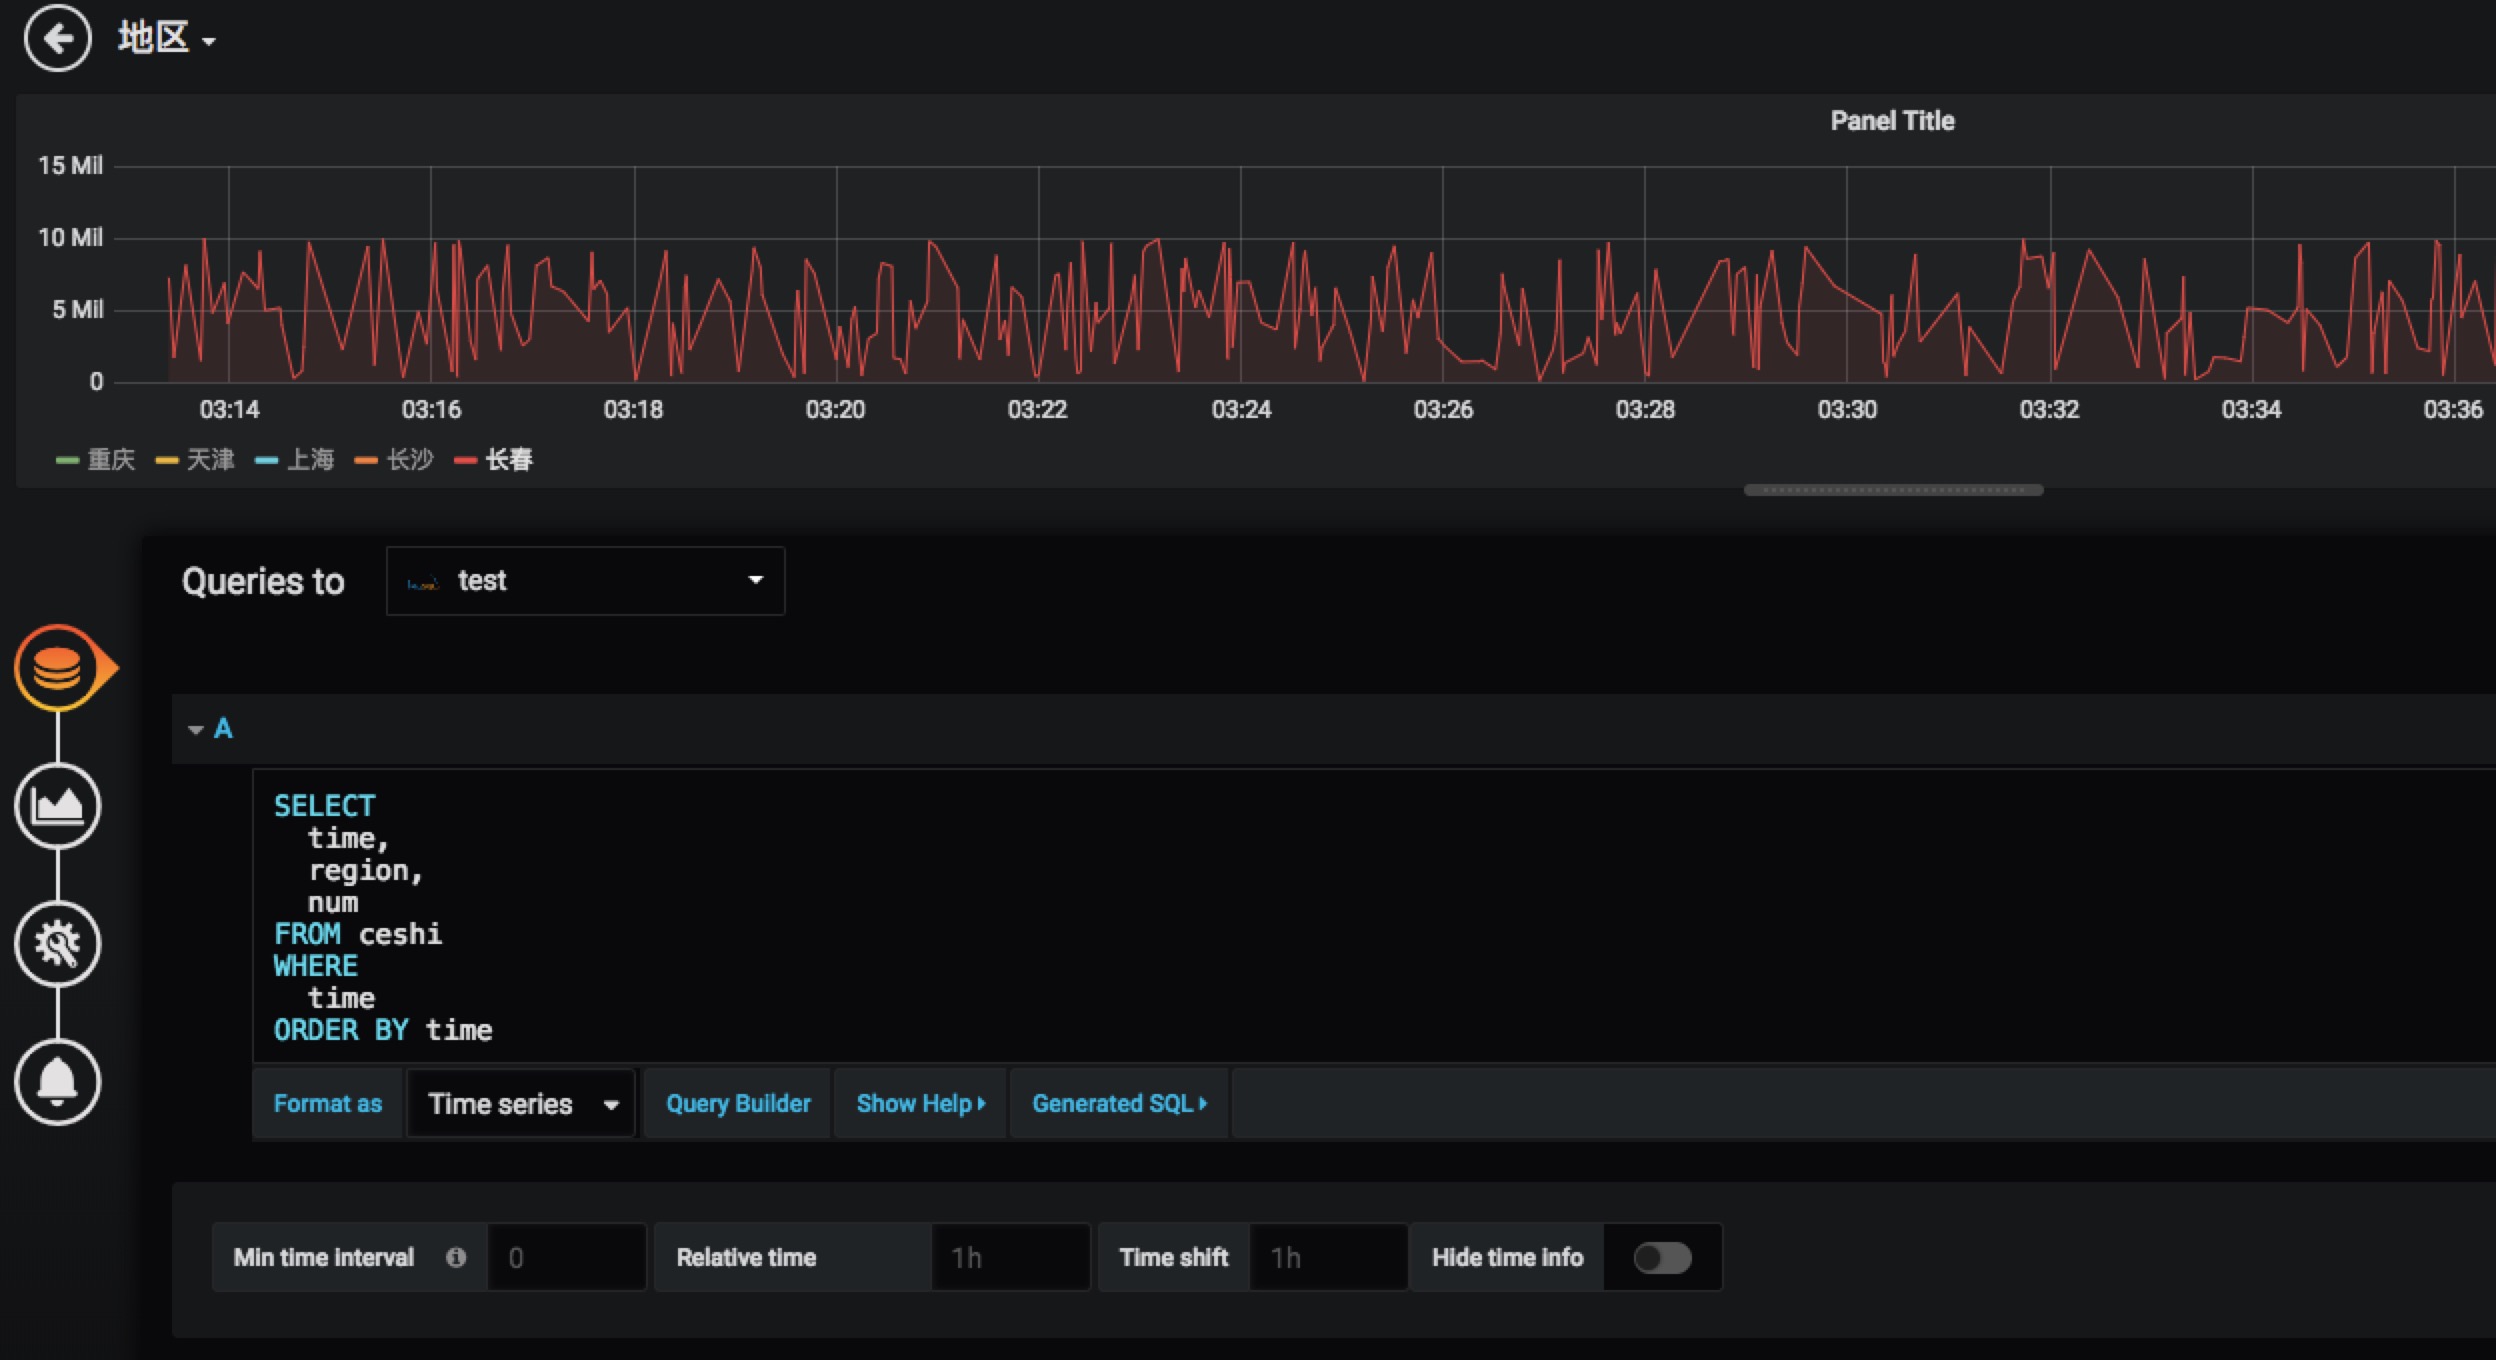 地区
Panel Title
15 Mil
10 Mil
5 Mil
0
03:14 03:16 03:18 03:20 03:22 03:24 03:26 03:28 03:30 03:32 03:34 03:36
重庆 天津 上海 长沙 长春
Queries to test
A
SELECT
time,
region,
num
FROM ceshi
WHERE
time
ORDER BY time
Format as Time series Query Builder Show Help Generated SQL
Min time interval 0 Relative time 1h Time shift 1h Hide time info